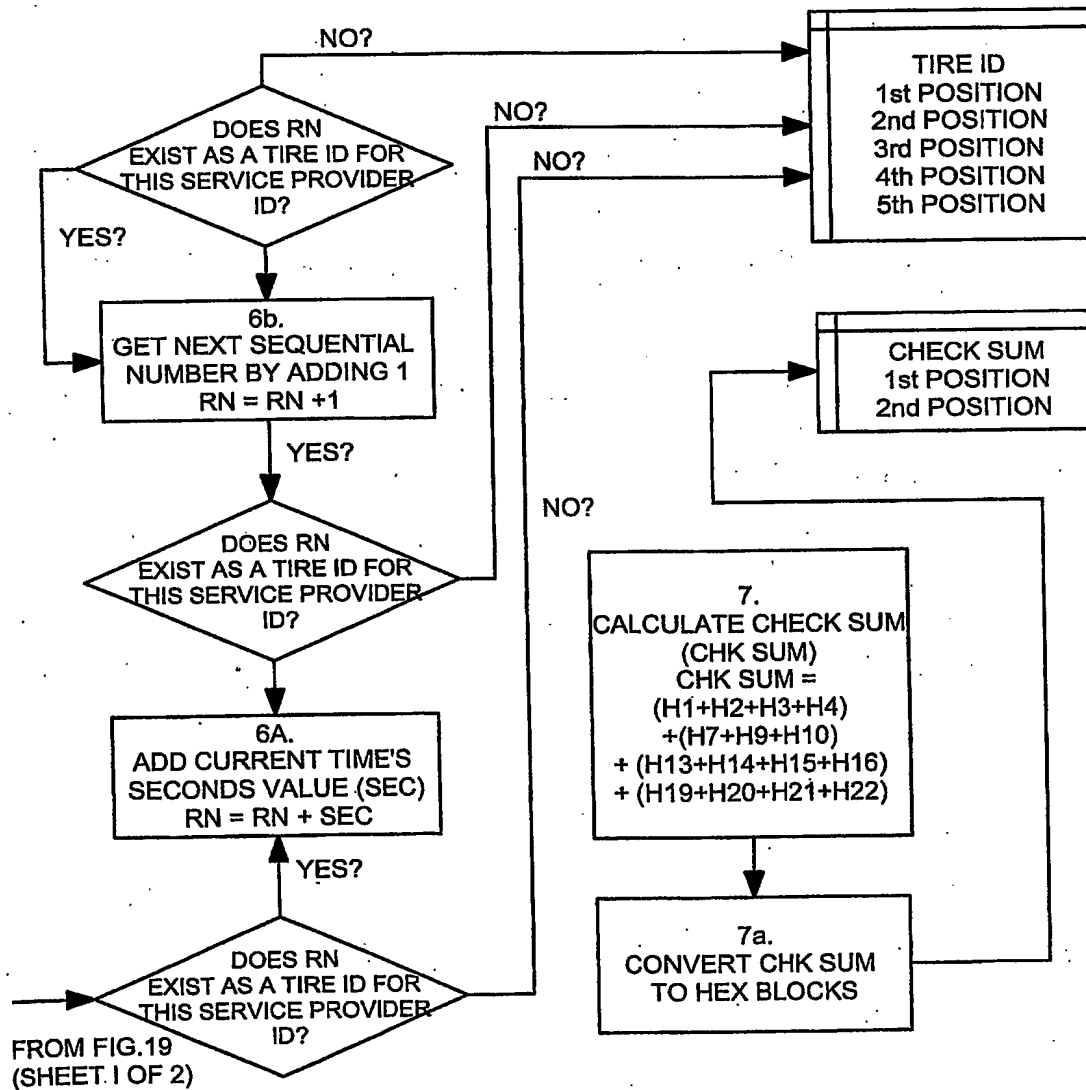 NO?
DOES RN
EXIST AS A TIRE ID FOR
THIS SERVICE PROVIDER
ID?
YES?
6b.
GET NEXT SEQUENTIAL
NUMBER BY ADDING 1
RN = RN +1
YES?
DOES RN
EXIST AS A TIRE ID FOR
THIS SERVICE PROVIDER
ID?
6A.
ADD CURRENT TIME'S
SECONDS VALUE (SEC)
RN = RN + SEC
YES?
DOES RN
EXIST AS A TIRE ID FOR
THIS SERVICE PROVIDER
ID?
FROM FIG.19
(SHEET I OF 2)
NO?
NO?
NO?
TIRE ID
1st POSITION
2nd POSITION
3rd POSITION
4th POSITION
5th POSITION
CHECK SUM
1st POSITION
2nd POSITION
7.
CALCULATE CHECK SUM
(CHK SUM)
CHK SUM =
(H1+H2+H3+H4)
+(H7+H9+H10)
+ (H13+H14+H15+H16)
+ (H19+H20+H21+H22)
7a.
CONVERT CHK SUM
TO HEX BLOCKS